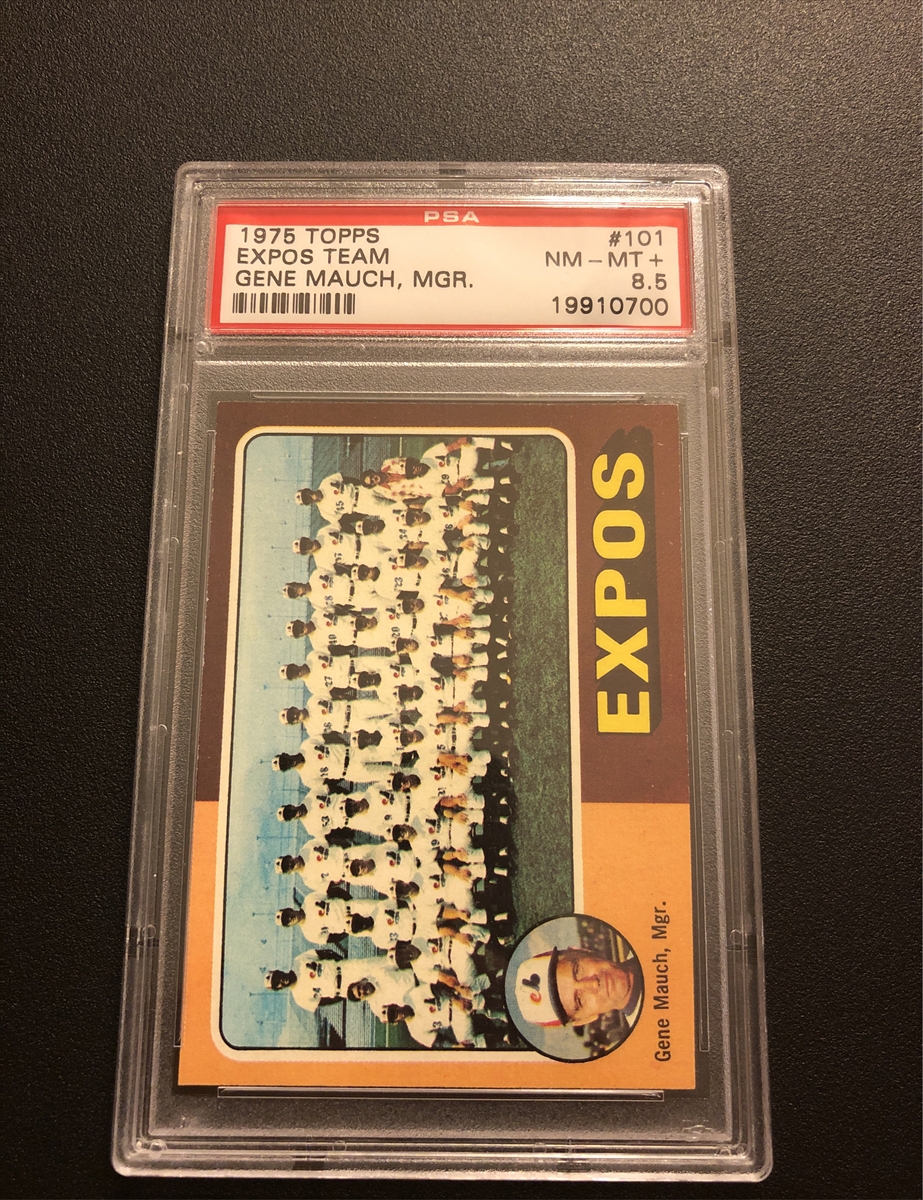 PSA
1975 TOPPS #101
EXPOS TEAM NM-MT+
GENE MAUCH, MGR. 8.5
19910700
EXPOS
Gene Mauch, Mgr.